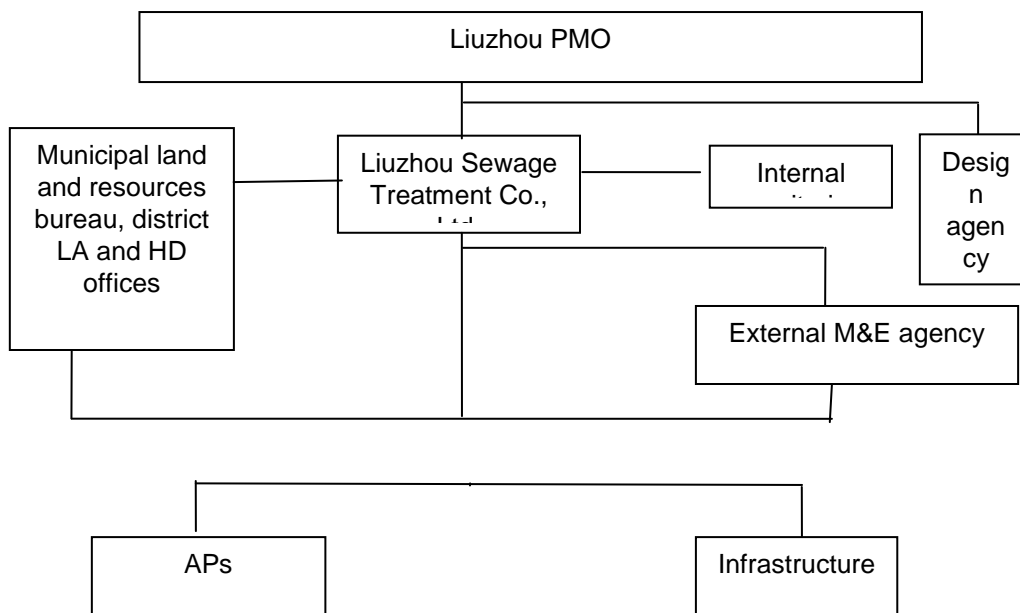 Liuzhou PMO
Municipal land
and resources
bureau, district
LA and HD
offices
Liuzhou Sewage
Treatment Co.,
Internal
Desig
n
agen
cy
External M&E agency
APs
Infrastructure